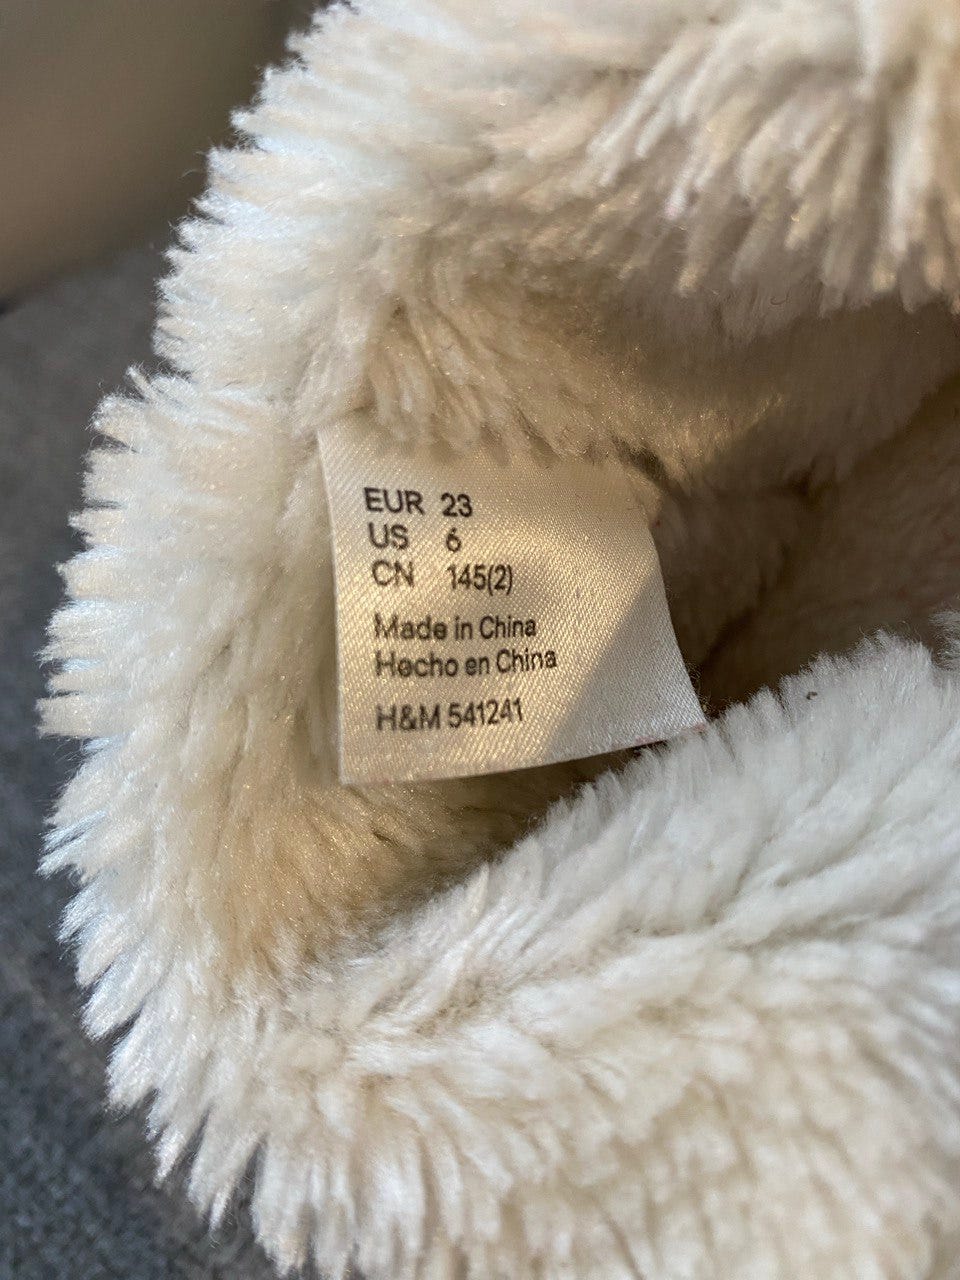 EUR 23
US 6
CN 145(2)
Made in China
Hecho en China
H&M 541241